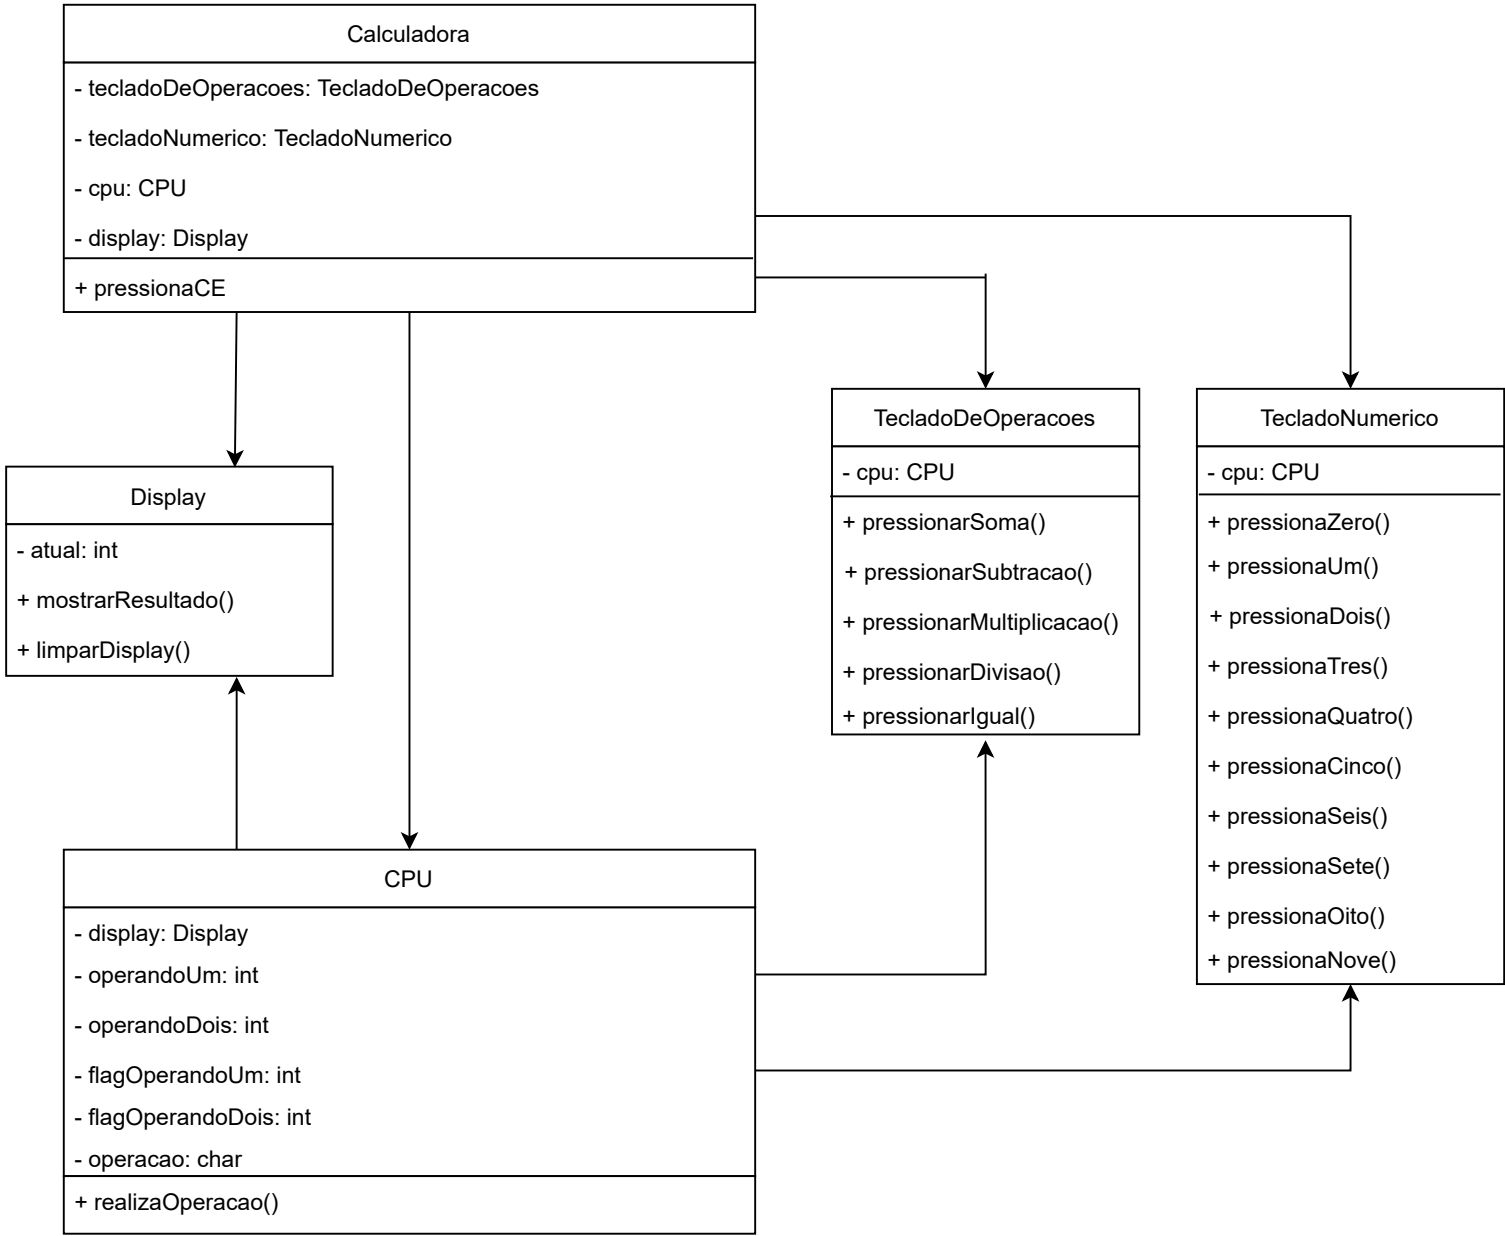 Calculadora
- tecladoDeOperacoes: TecladoDeOperacoes
- tecladoNumerico: TecladoNumerico
- cpu: CPU
- display: Display
+ pressionaCE
Display
- atual: int
+ mostrarResultado()
+ limparDisplay()
TecladoDeOperacoes
- cpu: CPU
+ pressionarSoma()
+ pressionarSubtracao()
+ pressionarMultiplicacao()
+ pressionarDivisao()
+ pressionarIgual()
TecladoNumerico
- cpu: CPU
+ pressionaZero()
+ pressionaUm()
+ pressionaDois()
+ pressionaTres()
+ pressionaQuatro()
+ pressionaCinco()
+ pressionaSeis()
+ pressionaSete()
+ pressionaOito()
+ pressionaNove()
CPU
- display: Display
- operandoUm: int
- operandoDois: int
- flagOperandoUm: int
- flagOperandoDois: int
- operacao: char
+ realizaOperacao()